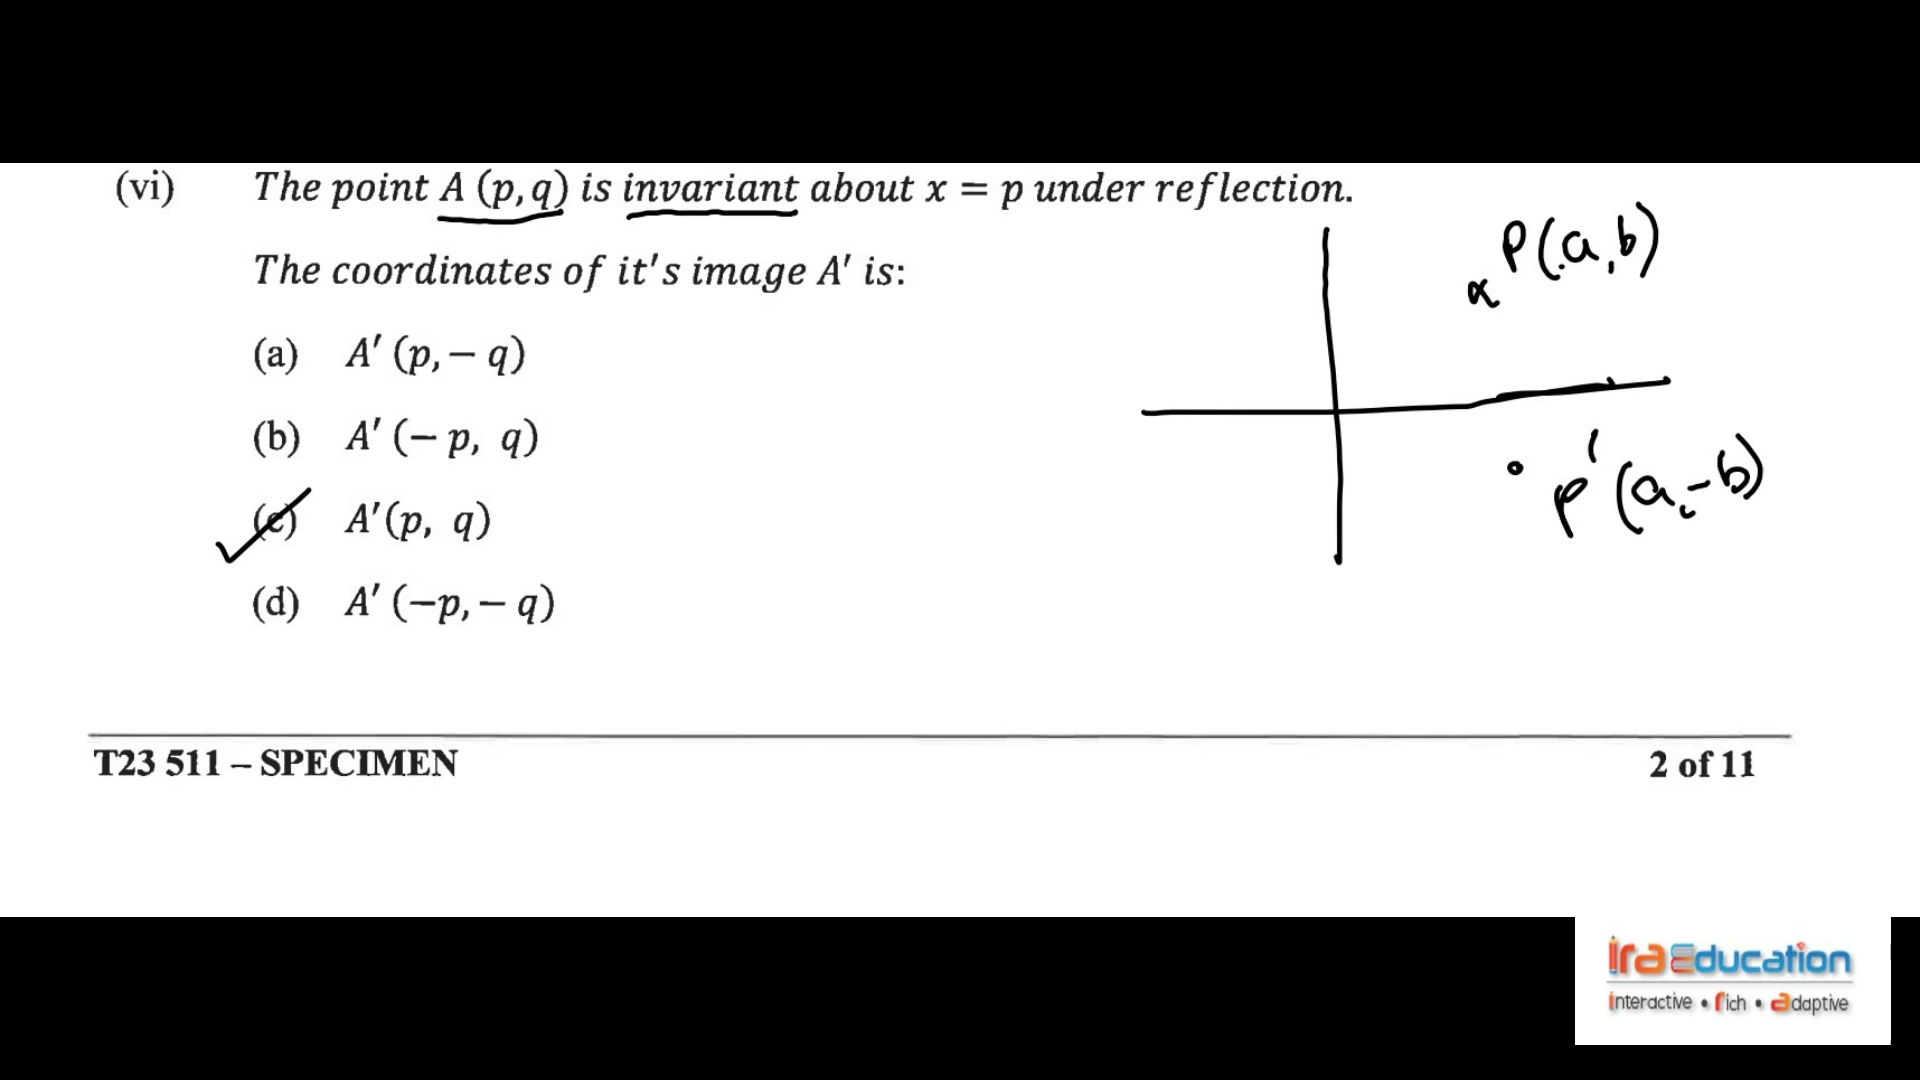 (vi) The point A (p, q) is invariant about x = p under reflection.
The coordinates of it's image A′ is:
(a) A′ (p, − q)
(b) A′ (− p, q)
(c) A′(p, q)
(d) A′ (−p, − q)
P(a,b)
P′(a,-b)
T23 511 – SPECIMEN
2 of 11
iraEducation
interactive • rich • adaptive